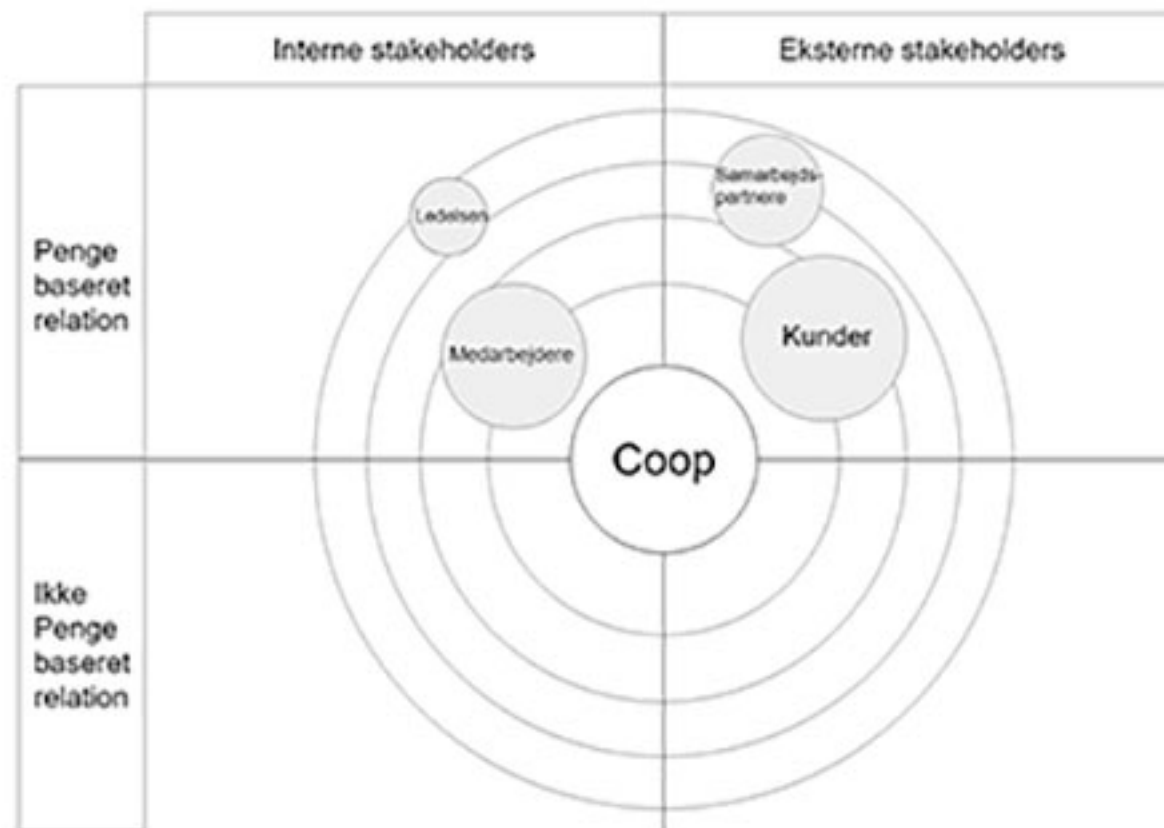 Interne stakeholders
Eksterne stakeholders
Penge
baseret
relation
Ledelsen
Samarbejds-
partnere
Medarbejdere
Kunder
Coop
Ikke
Penge
baseret
relation